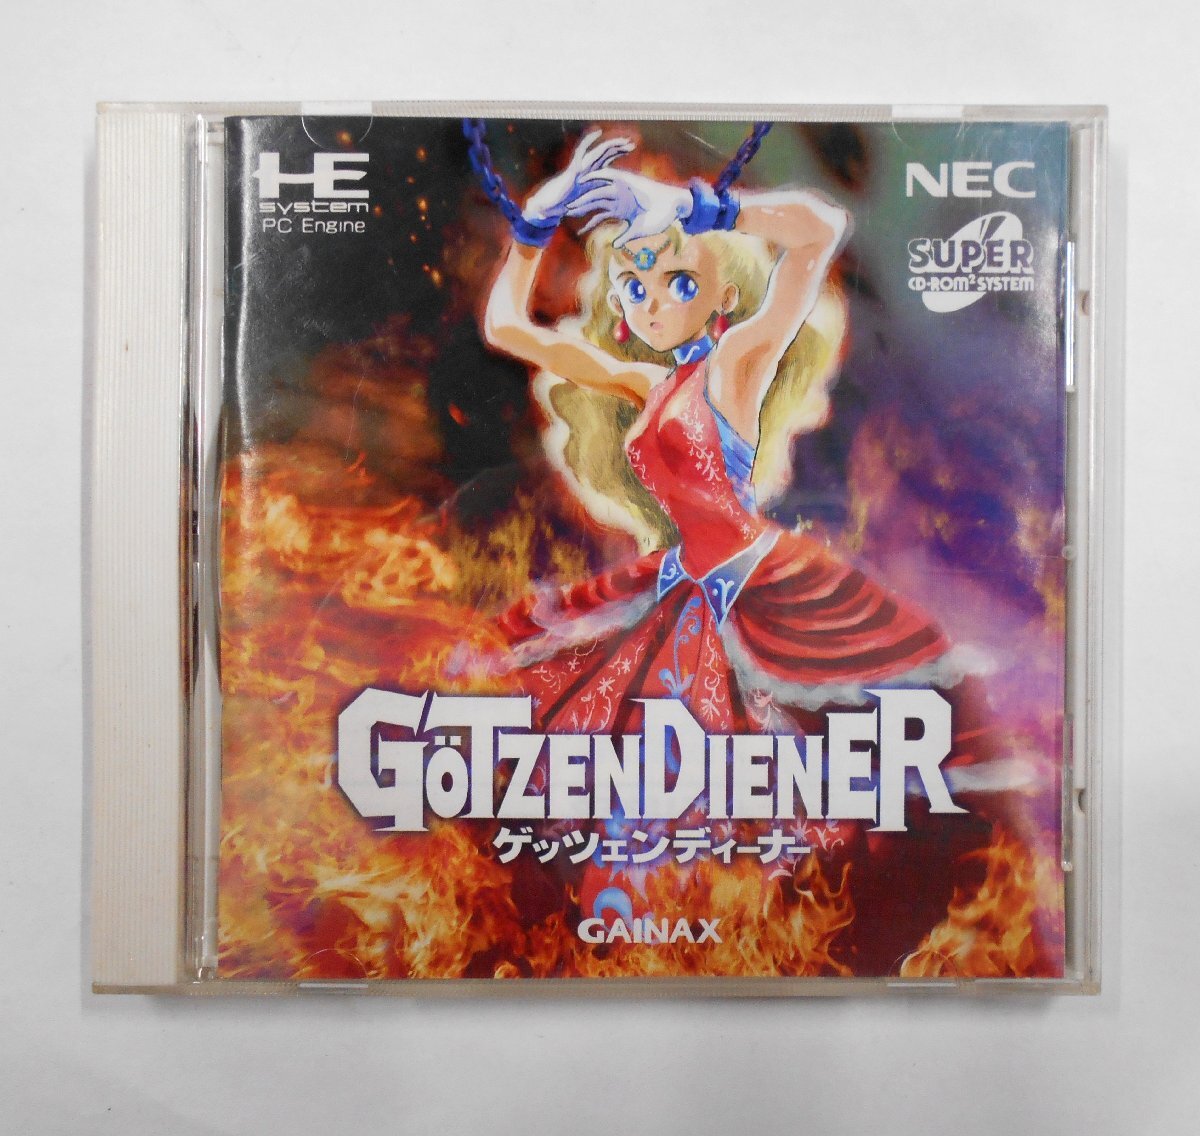 HE
system
PC Engine
NEC
SUPER
CD-ROM² SYSTEM
GÖTZENDIENER
ゲッツェンディーナー
GAINAX